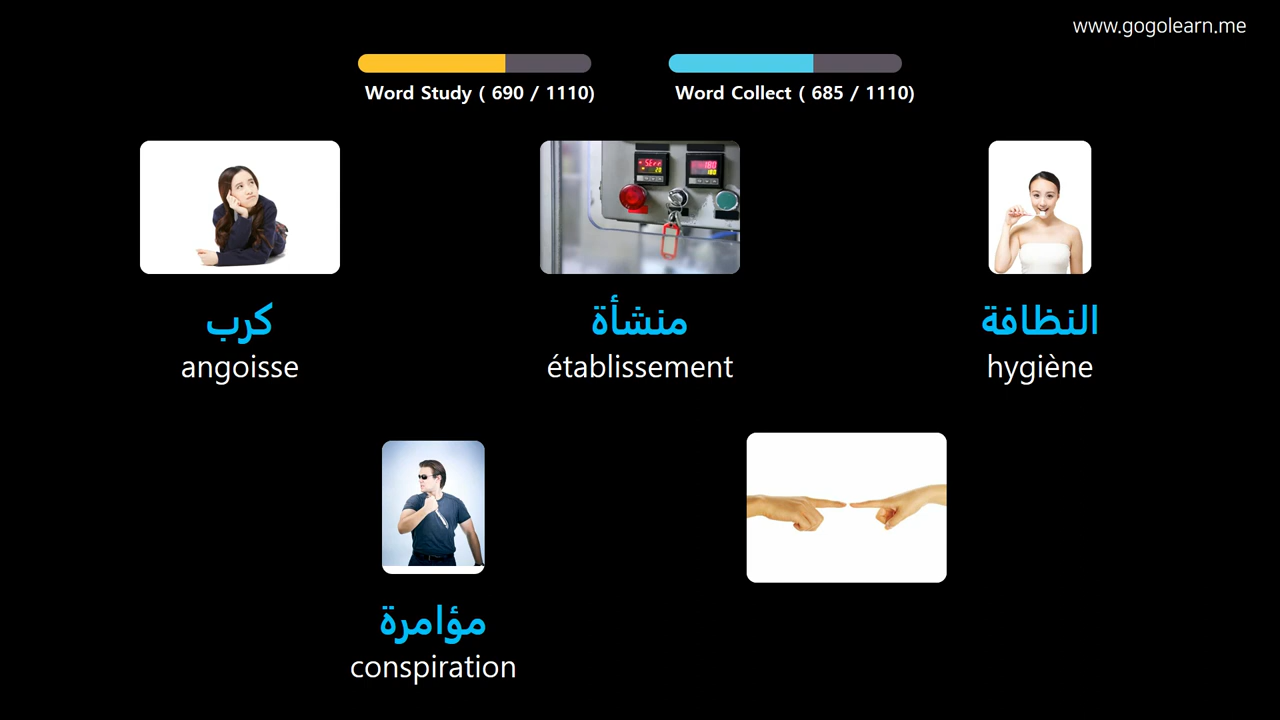 www.gogolearn.me
Word Study ( 690 / 1110)
Word Collect ( 685 / 1110)
كرب
angoisse
منشأة
établissement
النظافة
hygiène
مؤامرة
conspiration